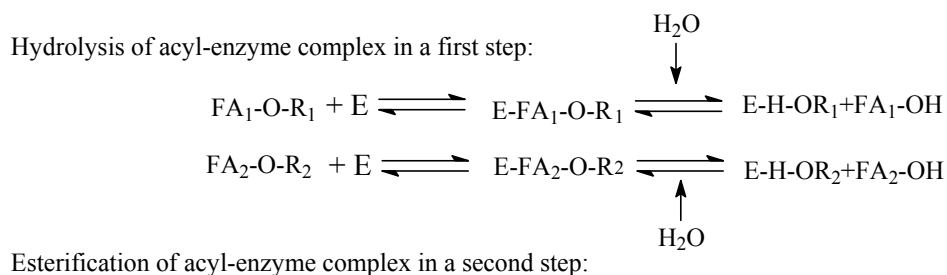 H₂O
Hydrolysis of acyl-enzyme complex in a first step:
FA₁-O-R₁ + E ⇌ E-FA₁-O-R₁ ⇌ E-H-OR₁+FA₁-OH
FA₂-O-R₂ + E ⇌ E-FA₂-O-R2 ⇌ E-H-OR₂+FA₂-OH
H₂O
Esterification of acyl-enzyme complex in a second step: